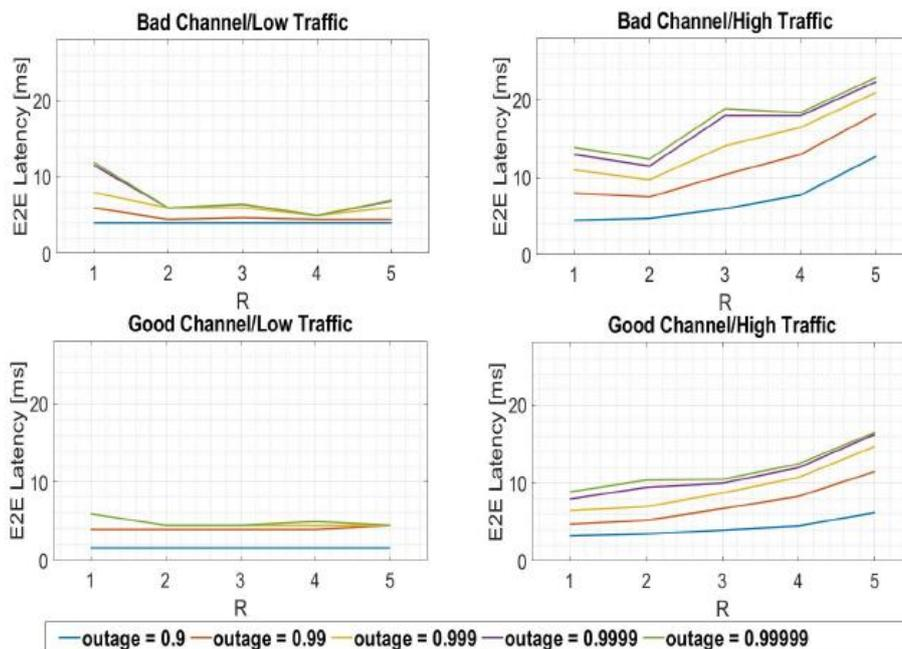 Bad Channel/Low Traffic
E2E Latency [ms]
20
10
0
1 2 3 4 5
R
Bad Channel/High Traffic
E2E Latency [ms]
20
10
0
1 2 3 4 5
R
Good Channel/Low Traffic
E2E Latency [ms]
20
10
0
1 2 3 4 5
R
Good Channel/High Traffic
E2E Latency [ms]
20
10
0
1 2 3 4 5
R
outage = 0.9 outage = 0.99 outage = 0.999 outage = 0.9999 outage = 0.99999